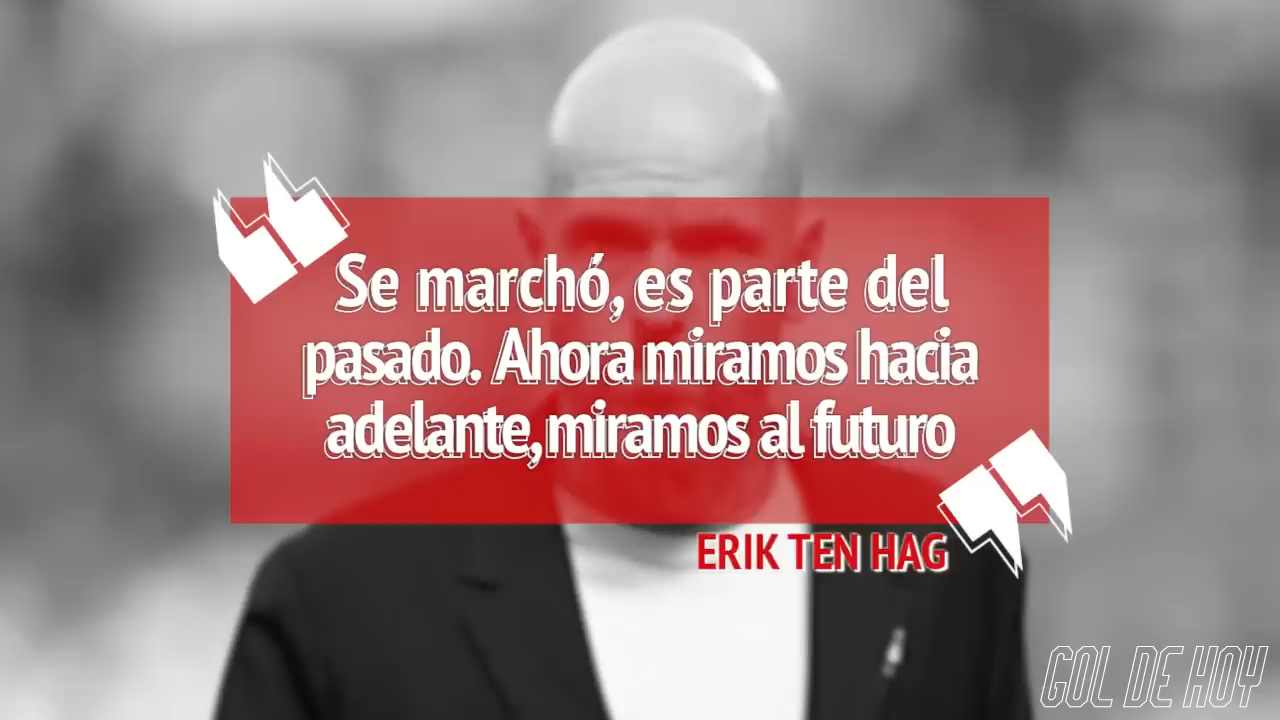 Se marchó, es parte del
pasado. Ahora miramos hacia
adelante, miramos al futuro
ERIK TEN HAG
GOL DE HOY